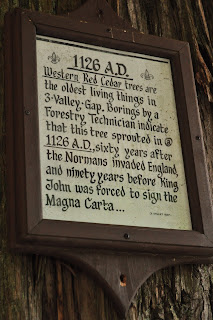 1126 A.D.
Western Red Cedar trees are
the oldest living things in
3-Valley-Gap. Borings by a
Forestry Technician indicate
that this tree sprouted in @
1126 A.D., sixty years after
the Normans invaded England,
and ninety years before King
John was forced to sign the
Magna Carta...